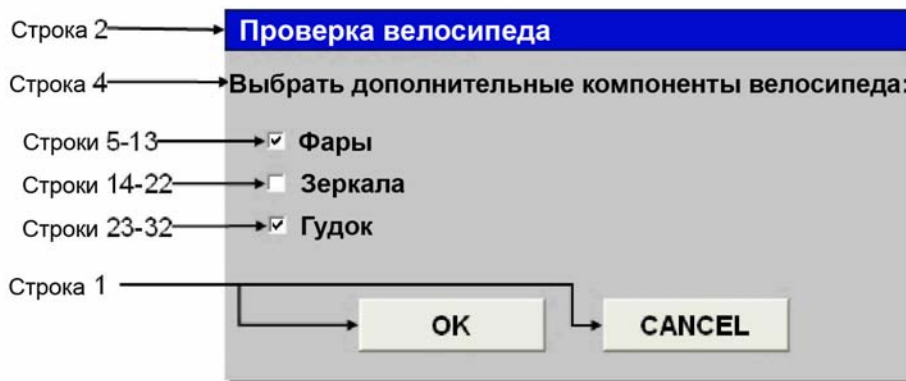 Строка 2 Проверка велосипеда
Строка 4 Выбрать дополнительные компоненты велосипеда:
Строки 5-13 Фары
Строки 14-22 Зеркала
Строки 23-32 Гудок
Строка 1
OK CANCEL